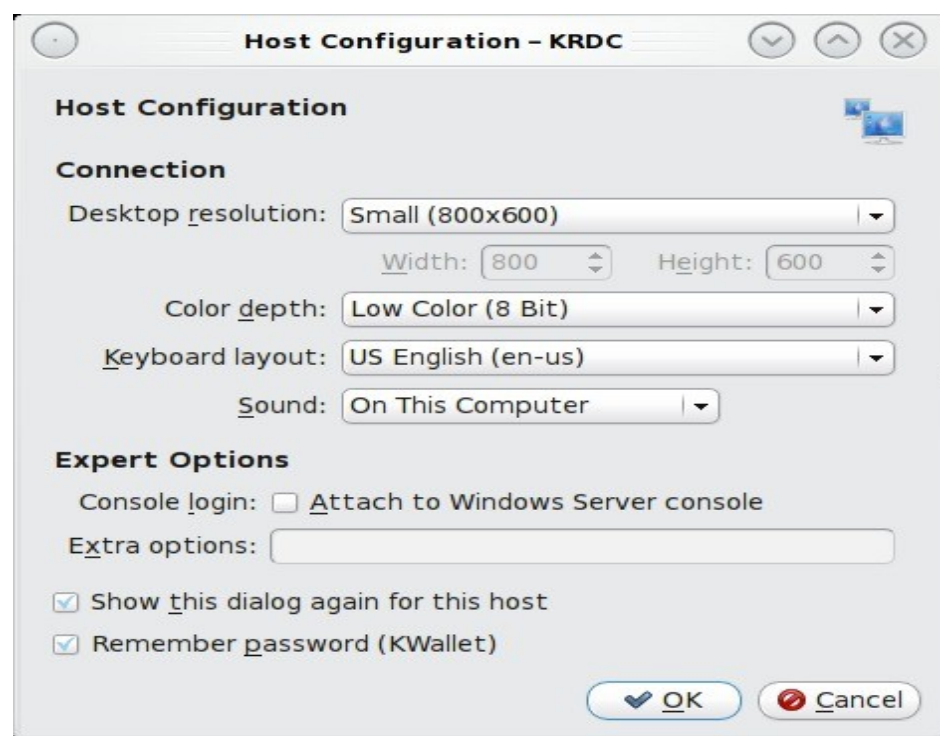 Host Configuration – KRDC
Host Configuration
Connection
Desktop resolution: Small (800x600)
Width: 800 Height: 600
Color depth: Low Color (8 Bit)
Keyboard layout: US English (en-us)
Sound: On This Computer
Expert Options
Console login: Attach to Windows Server console
Extra options:
Show this dialog again for this host
Remember password (KWallet)
OK Cancel